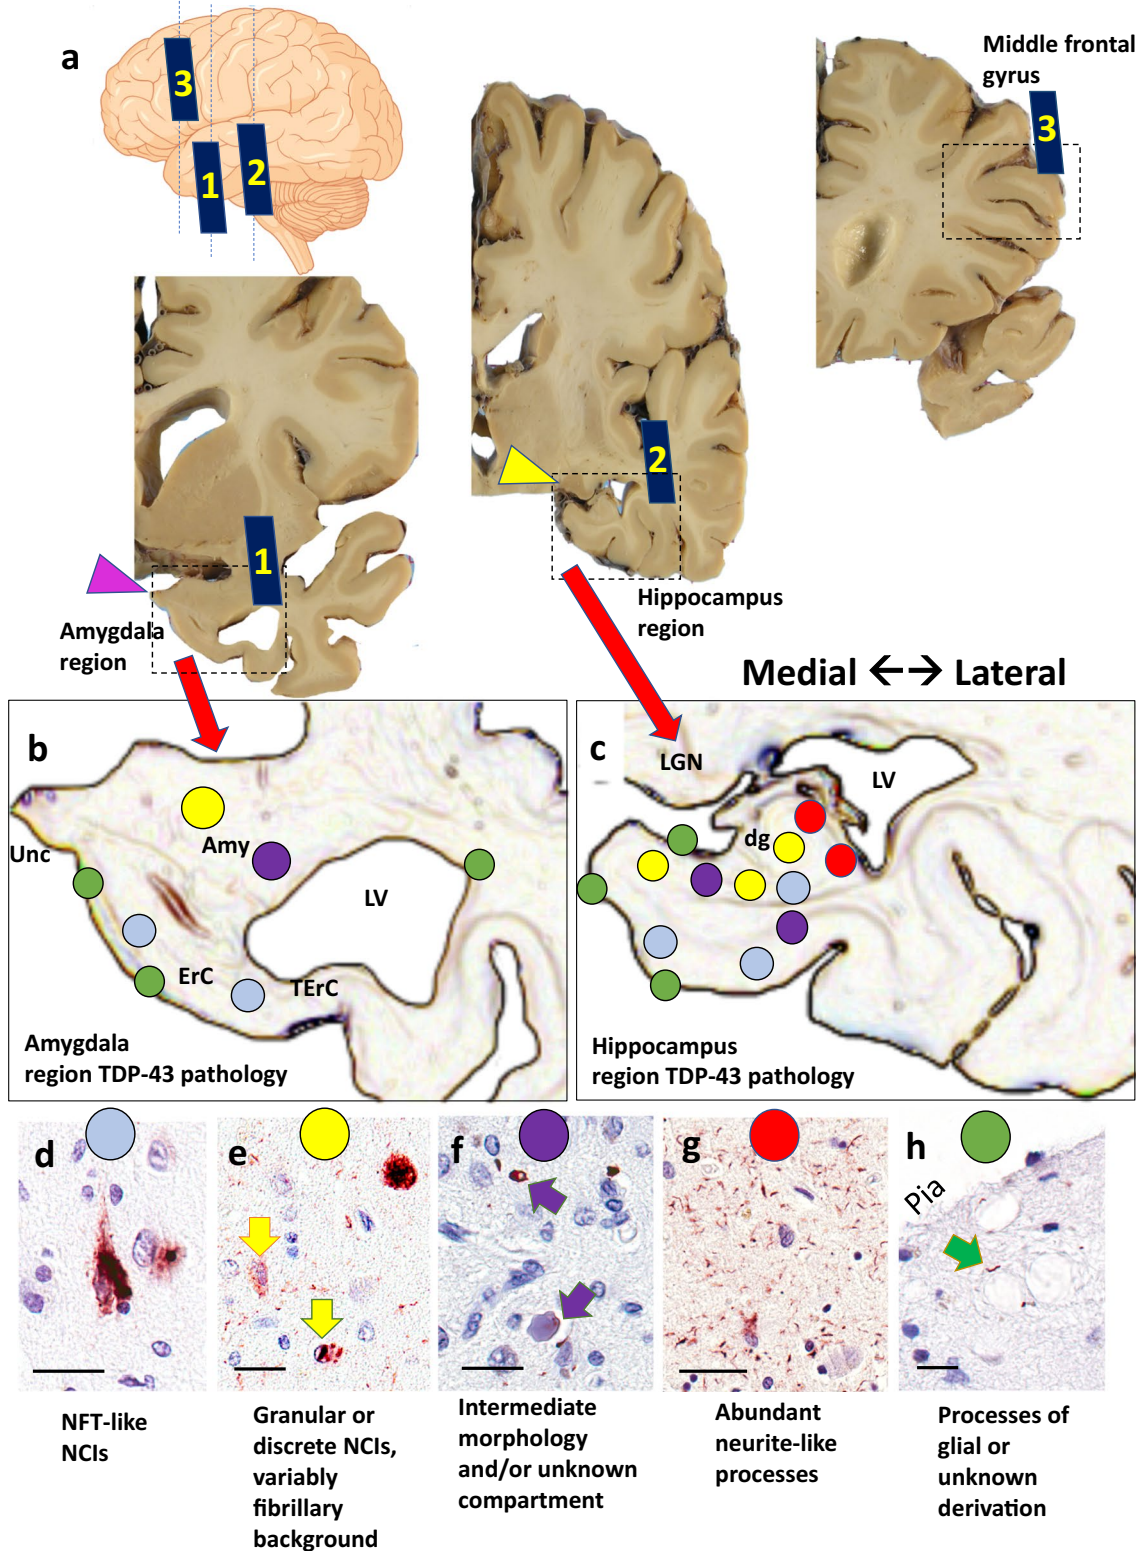 a
3
1
2
Middle frontal
gyrus
3
2
1
Amygdala
region
Hippocampus
region
Medial ←→ Lateral
b
Unc
Amy
LV
ErC
TErC
Amygdala
region TDP-43 pathology
c
LGN
LV
dg
Hippocampus
region TDP-43 pathology
d
e
f
g
h
Pia
NFT-like
NCIs
Granular or
discrete NCIs,
variably
fibrillary
background
Intermediate
morphology
and/or unknown
compartment
Abundant
neurite-like
processes
Processes of
glial or
unknown
derivation